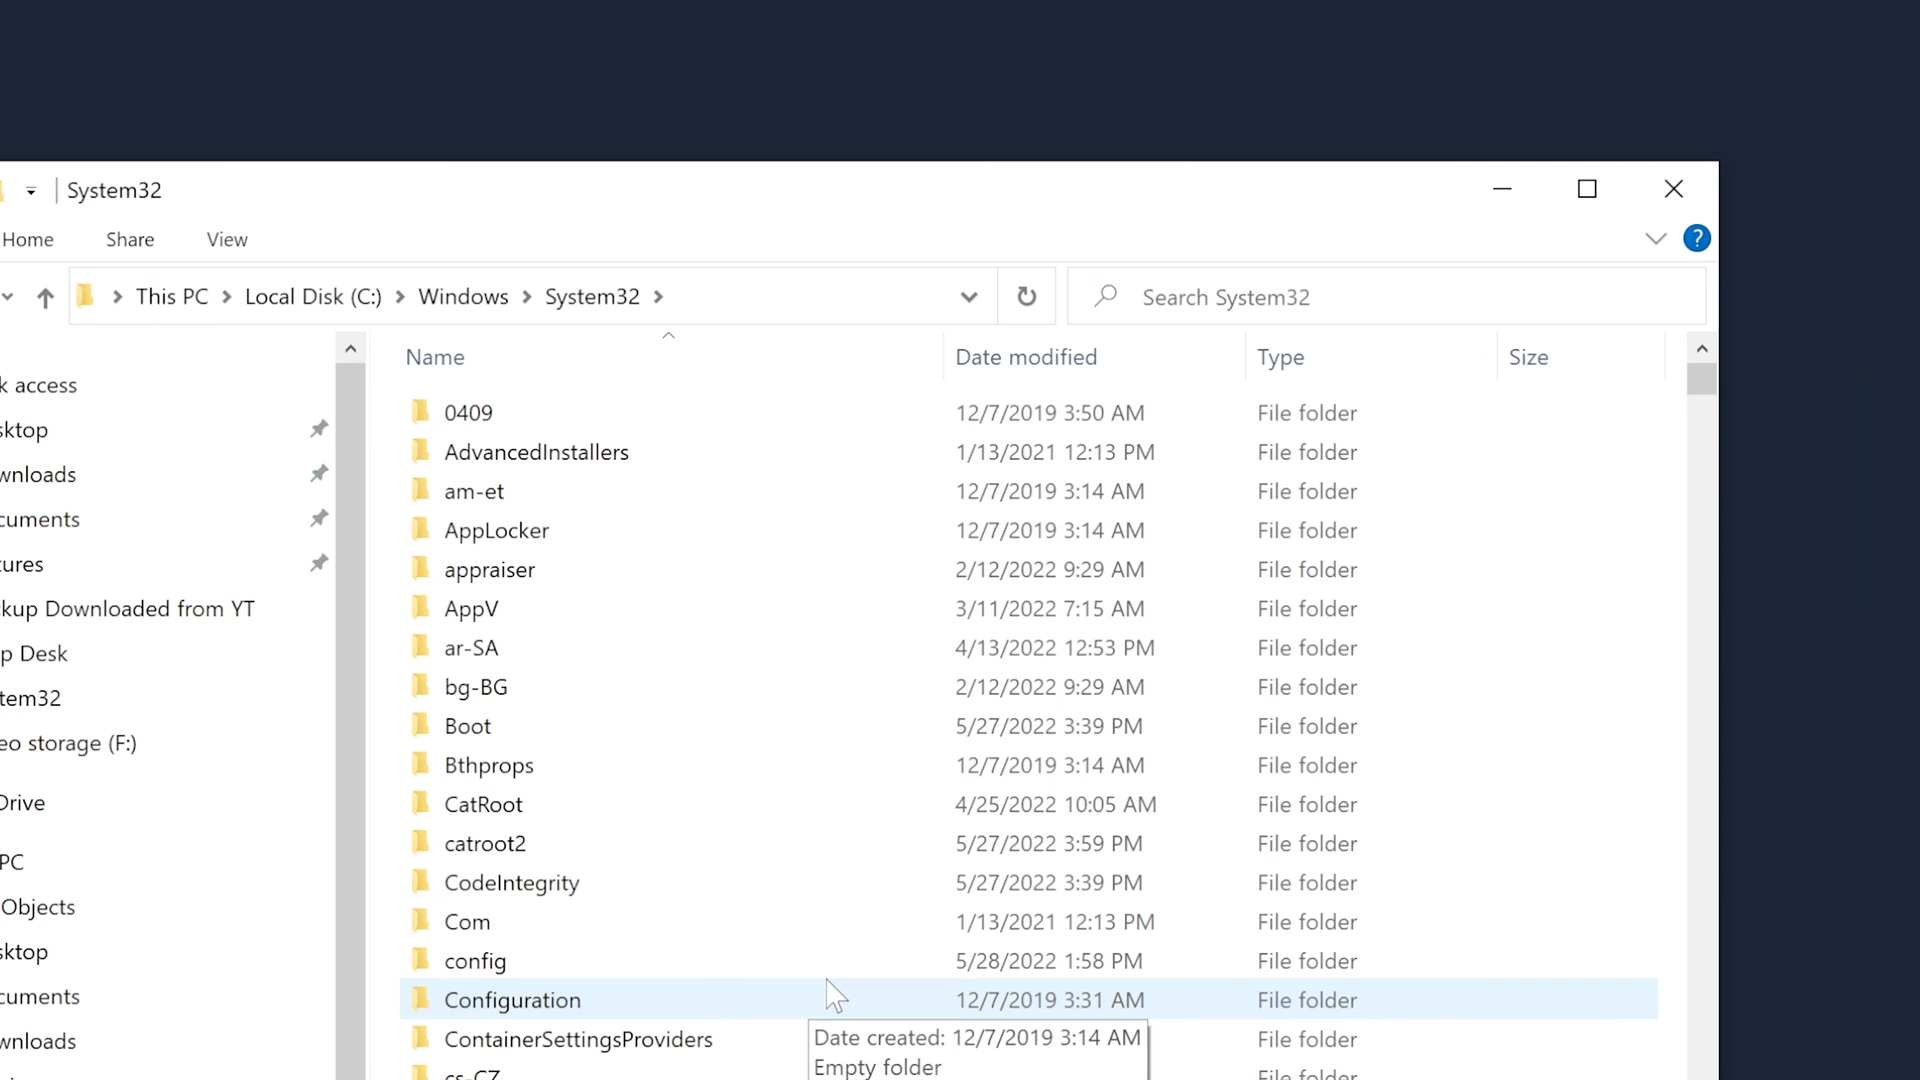 System32
Home Share View
This PC Local Disk (C:) Windows System32 Search System32
Name Date modified Type Size
k access
sktop
wnloads
cuments
tures
ckup Downloaded from YT
p Desk
tem32
eo storage (F:)
Drive
PC
Objects
sktop
cuments
wnloads
0409 12/7/2019 3:50 AM File folder
AdvancedInstallers 1/13/2021 12:13 PM File folder
am-et 12/7/2019 3:14 AM File folder
AppLocker 12/7/2019 3:14 AM File folder
appraiser 2/12/2022 9:29 AM File folder
AppV 3/11/2022 7:15 AM File folder
ar-SA 4/13/2022 12:53 PM File folder
bg-BG 2/12/2022 9:29 AM File folder
Boot 5/27/2022 3:39 PM File folder
Bthprops 12/7/2019 3:14 AM File folder
CatRoot 4/25/2022 10:05 AM File folder
catroot2 5/27/2022 3:59 PM File folder
CodeIntegrity 5/27/2022 3:39 PM File folder
Com 1/13/2021 12:13 PM File folder
config 5/28/2022 1:58 PM File folder
Configuration 12/7/2019 3:31 AM File folder
ContainerSettingsProviders File folder
Date created: 12/7/2019 3:14 AM
Empty folder
cs-CZ File folder